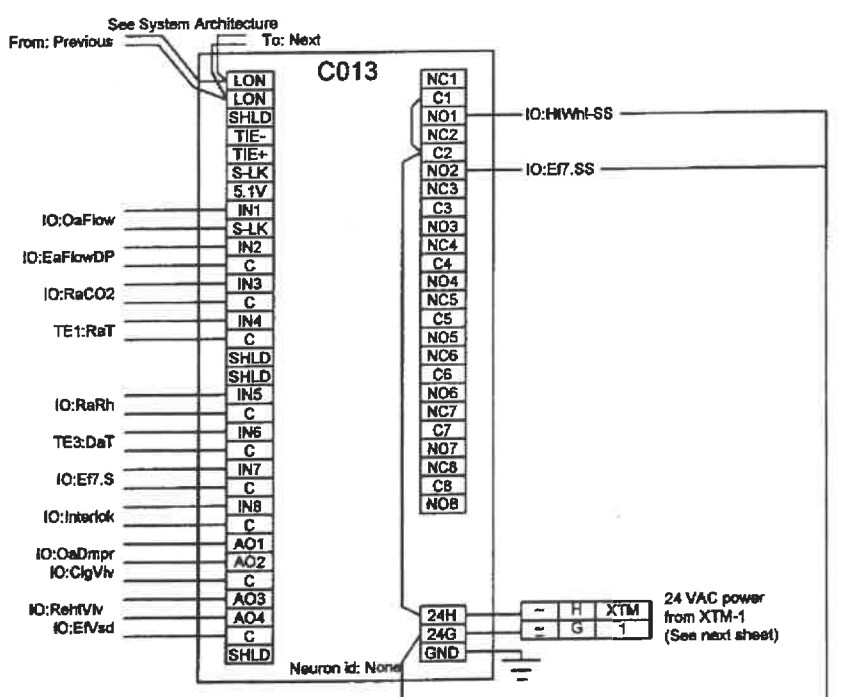 See System Architecture
From: Previous
To: Next
C013
LON
LON
SHLD
TIE-
TIE+
S-LK
5.1V
IN1
S-LK
IN2
C
IN3
C
IN4
C
SHLD
SHLD
IN5
C
IN6
C
IN7
C
IN8
C
AO1
AO2
C
AO3
AO4
C
SHLD
IO:OaFlow
IO:EaFlowDP
IO:RaCO2
TE1:RaT
IO:RaRh
TE3:DaT
IO:Ef7.S
IO:Interlok
IO:OaDmpr
IO:ClgVlv
IO:RehtVlv
IO:EfVsd
NC1
C1
NO1
NC2
C2
NO2
NC3
C3
NO3
NC4
C4
NO4
NC5
C5
NO5
NC6
C6
NO6
NC7
C7
NO7
NC8
C8
NO8
IO:HtWhl-SS
IO:Ef7.SS
24H
24G
GND
~ H XTM
G 1
24 VAC power
from XTM-1
(See next sheet)
Neuron id: None